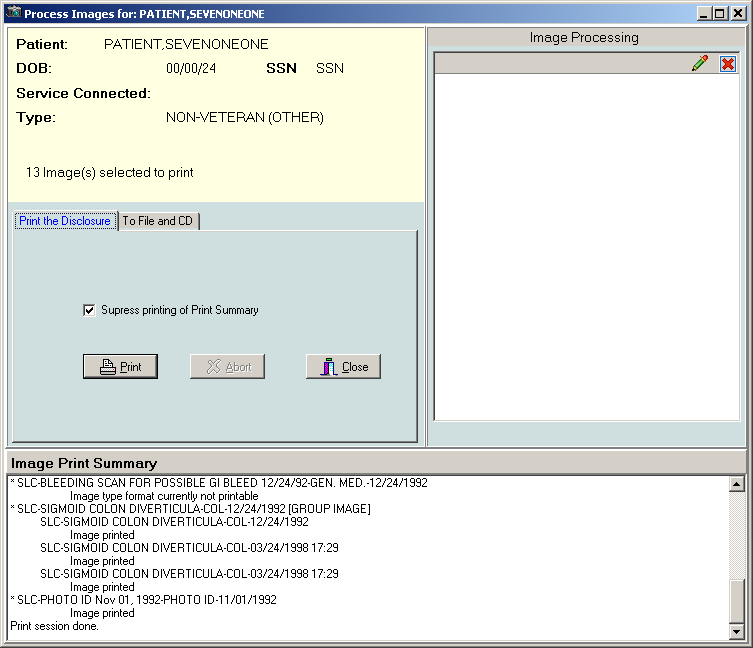 Process Images for: PATIENT,SEVENONEONE
Patient: PATIENT,SEVENONEONE
DOB: 00/00/24 SSN SSN
Service Connected:
Type: NON-VETERAN (OTHER)
13 Image(s) selected to print
Print the Disclosure To File and CD
Supress printing of Print Summary
Print Abort Close
Image Processing
Image Print Summary
* SLC-BLEEDING SCAN FOR POSSIBLE GI BLEED 12/24/92-GEN. MED.-12/24/1992
Image type format currently not printable
* SLC-SIGMOID COLON DIVERTICULA-COL-12/24/1992 [GROUP IMAGE]
SLC-SIGMOID COLON DIVERTICULA-COL-12/24/1992
Image printed
SLC-SIGMOID COLON DIVERTICULA-COL-03/24/1998 17:29
Image printed
SLC-SIGMOID COLON DIVERTICULA-COL-03/24/1998 17:29
Image printed
* SLC-PHOTO ID Nov 01, 1992-PHOTO ID-11/01/1992
Image printed
Print session done.